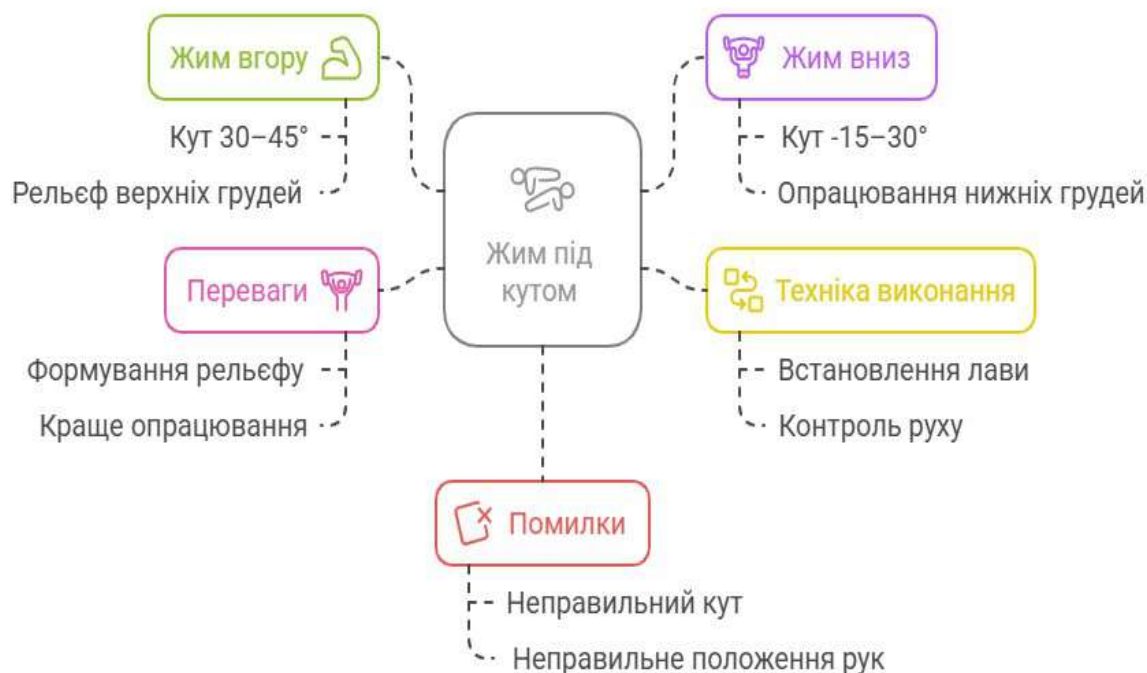 Жим вгору
Кут 30–45°
Рельєф верхніх грудей
Переваги
Формування рельєфу
Краще опрацювання
Жим під
кутом
Жим вниз
Кут -15–30°
Опрацювання нижніх грудей
Техніка виконання
Встановлення лави
Контроль руху
Помилки
Неправильний кут
Неправильне положення рук